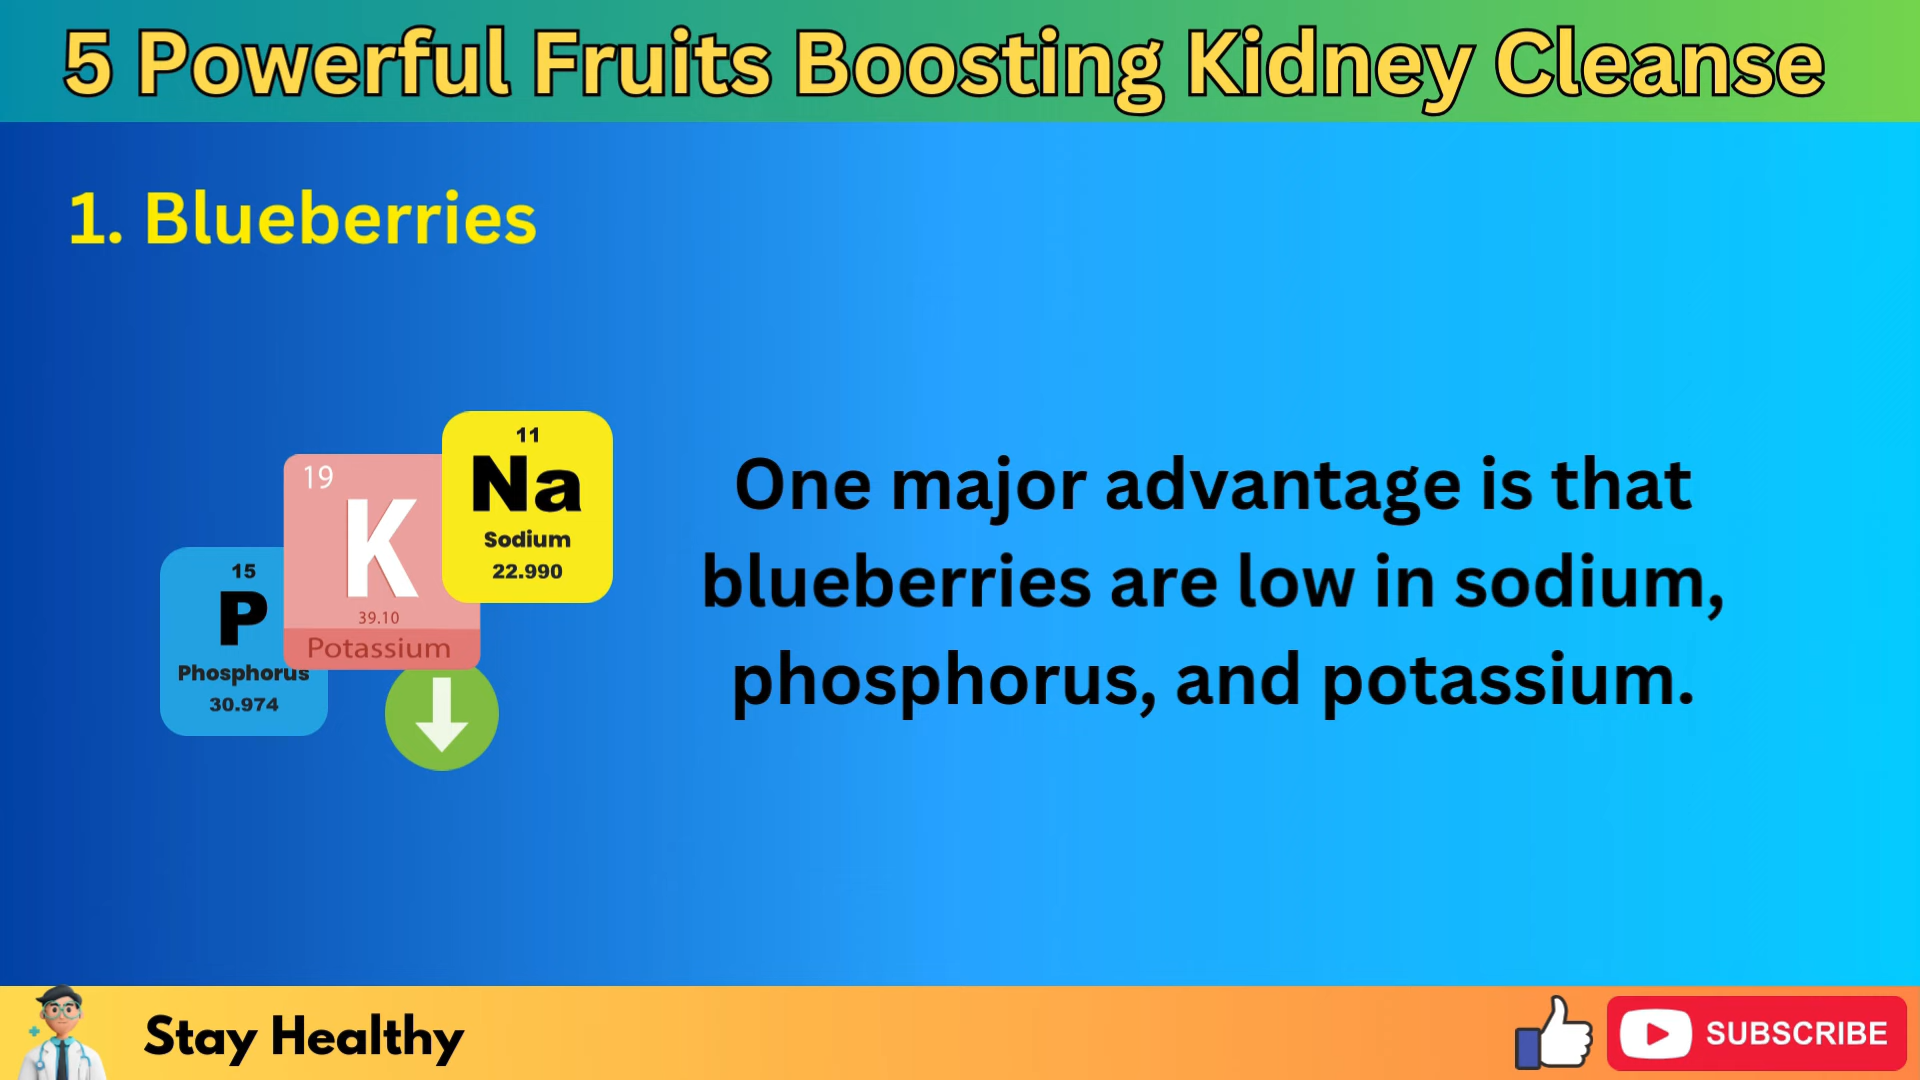 5 Powerful Fruits Boosting Kidney Cleanse
1. Blueberries
11
Na
Sodium
22.990
19
K
39.10
Potassium
15
P
Phosphorus
30.974
One major advantage is that
blueberries are low in sodium,
phosphorus, and potassium.
Stay Healthy
SUBSCRIBE